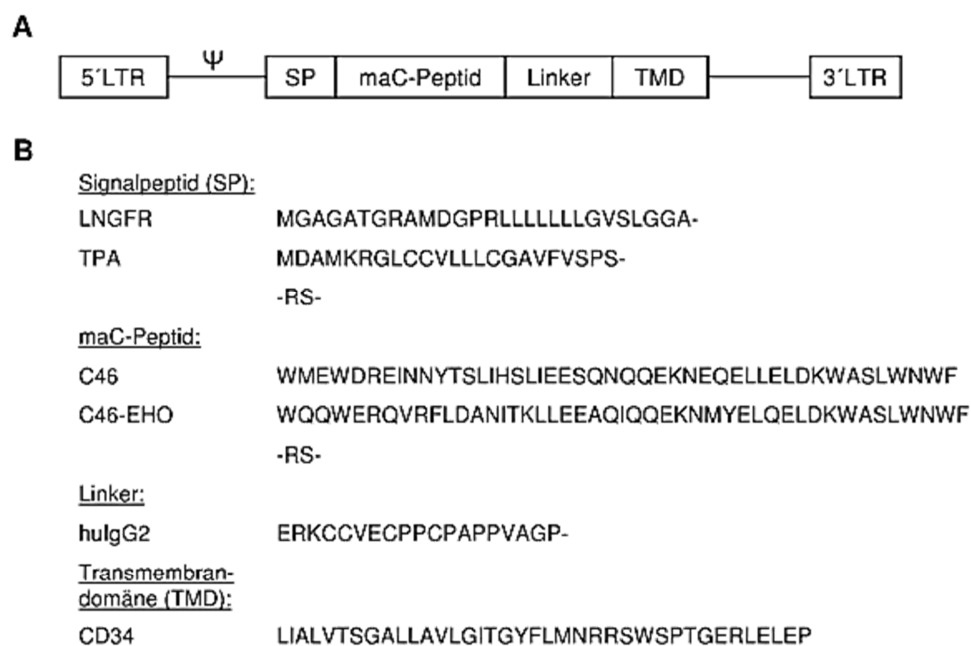 A
5´LTR Ψ SP maC-Peptid Linker TMD 3´LTR
B
Signalpeptid (SP):
LNGFR MGAGATGRAMDGPRLLLLLLLGVSLGGA-
TPA MDAMKRGLCCVLLLCGAVFVSPS-
-RS-
maC-Peptid:
C46 WMEWDREINNYTSLIHSLIEESQNQQEKNEQELLELDKWASLWNWF
C46-EHO WQQWERQVRFLDANITKLLEEAQIQQEKNMYELQELDKWASLWNWF
-RS-
Linker:
huIgG2 ERKCCVECPPCPAPPVAGP-
Transmembran-
domäne (TMD):
CD34 LIALVTSGALLAVLGITGYFLMNRRSWSPTGERLELEP